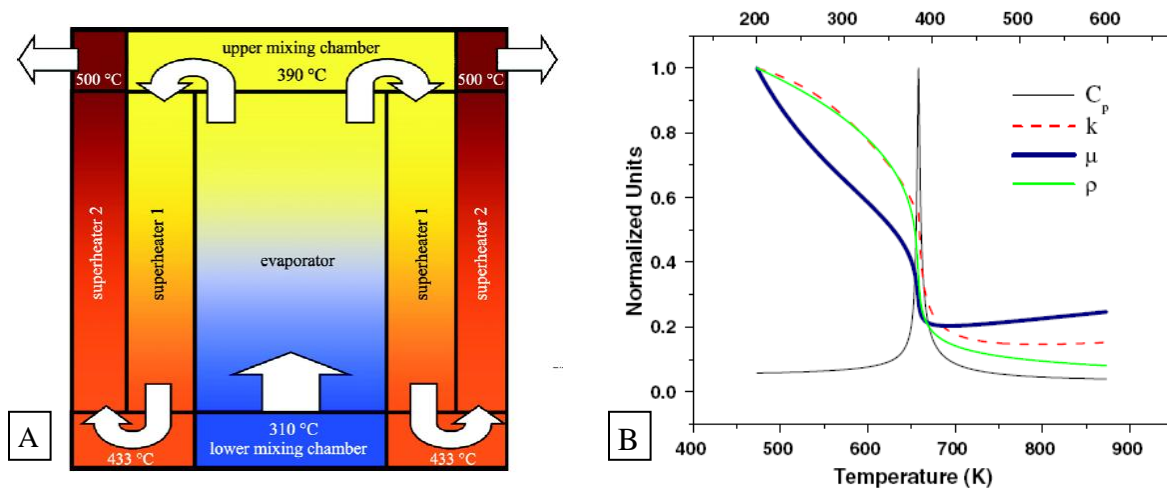 upper mixing chamber
500 °C
390 °C
500 °C
superheater 2
superheater 1
evaporator
superheater 1
superheater 2
310 °C
lower mixing chamber
433 °C
433 °C
A
200 300 400 500 600
Normalized Units
1.0
0.8
0.6
0.4
0.2
0.0
C_p
k
μ
ρ
400 500 600 700 800 900
Temperature (K)
B